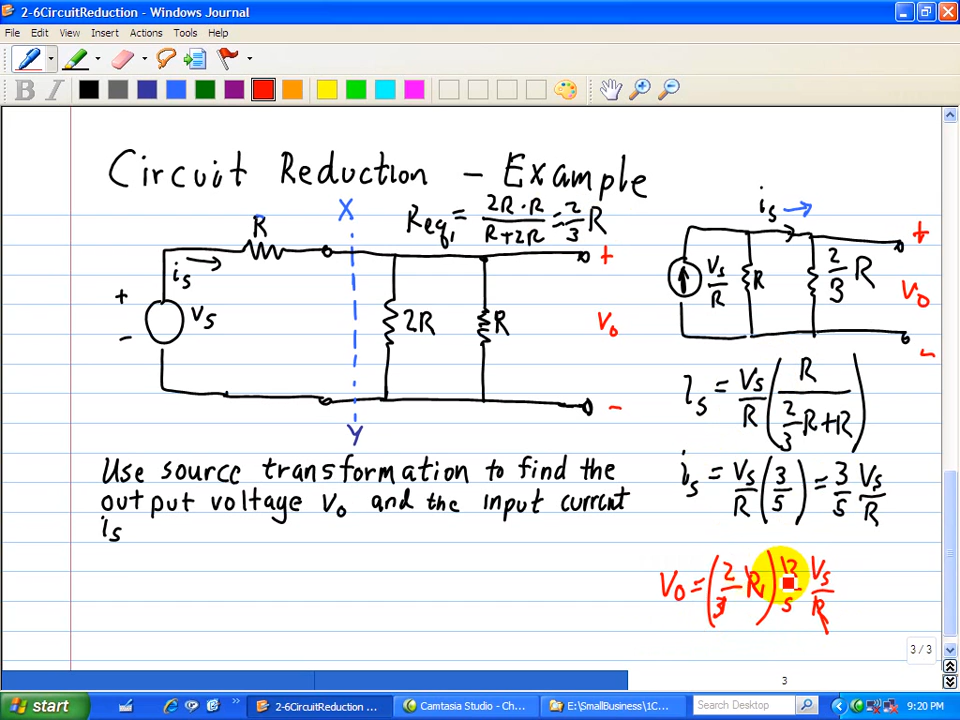 2-6CircuitReduction - Windows Journal
File Edit View Insert Actions Tools Help
B I
Circuit Reduction - Example
Req₁ = 2R·R / R+2R = 2/3 R
X
R
is
+
-
Vs
2R
R
+
Vo
-
Y
is
Vs/R
R
2/3 R
+
Vo
-
is = Vs/R ( R / 2/3 R+R )
is = Vs/R ( 3/5 ) = 3/5 Vs/R
Use source transformation to find the
output voltage Vo and the input current
is
Vo = ( 2/3 R ) 3/5 Vs/R
3 / 3
3
start
2-6CircuitReduction ...
Camtasia Studio - Ch...
E:\SmallBusiness\1C...
Search Desktop
9:20 PM